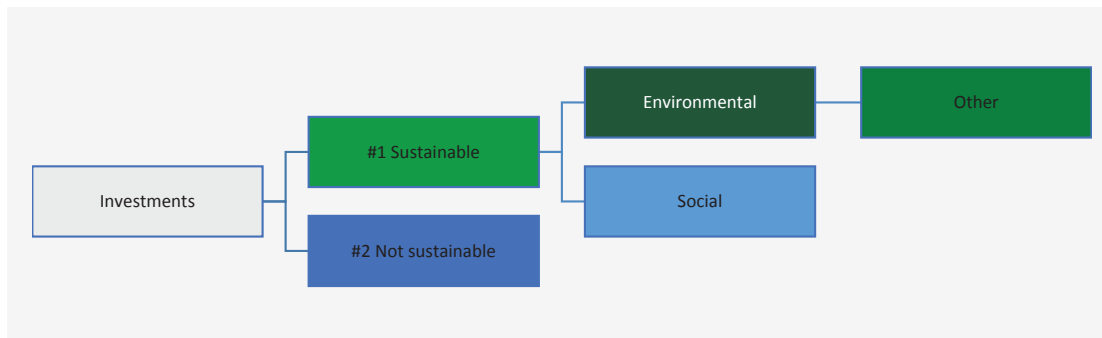 Environmental
Other
#1 Sustainable
Investments
Social
#2 Not sustainable